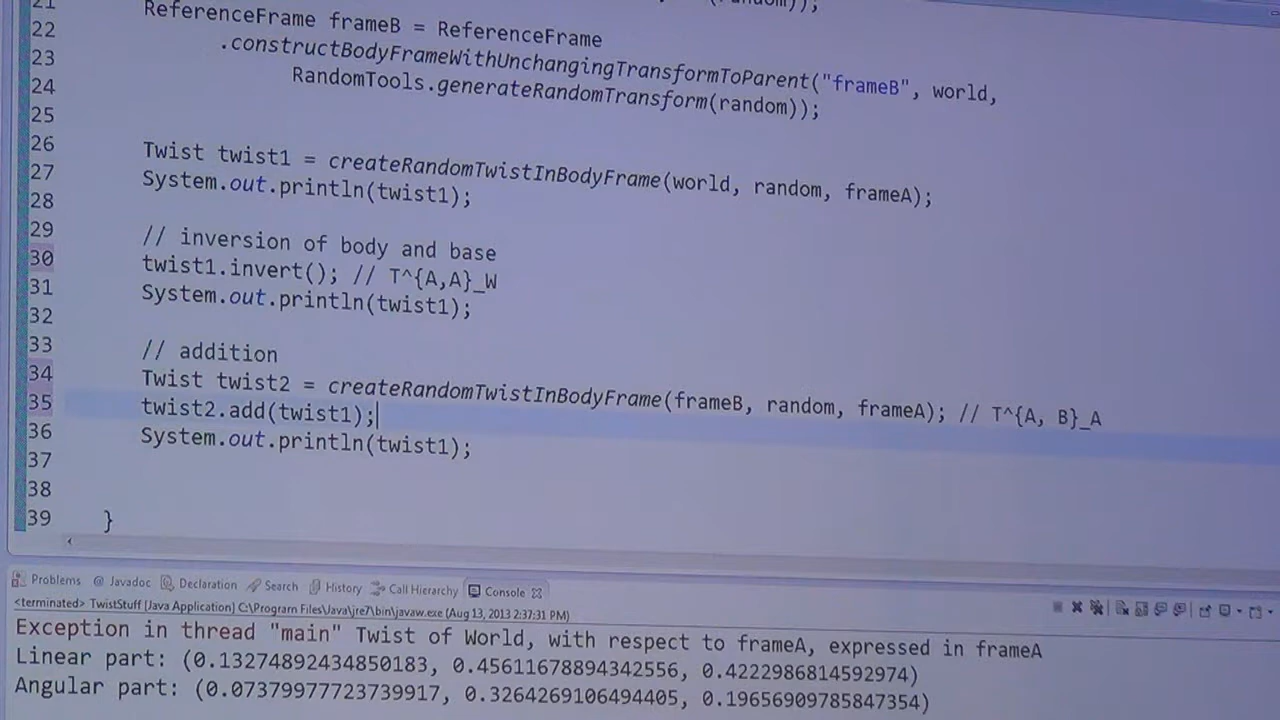 21
22 ReferenceFrame frameB = ReferenceFrame
23 .constructBodyFrameWithUnchangingTransformToParent("frameB", world,
24 RandomTools.generateRandomTransform(random));
25
26 Twist twist1 = createRandomTwistInBodyFrame(world, random, frameA);
27 System.out.println(twist1);
28
29 // inversion of body and base
30 twist1.invert(); // T^{A,A}_W
31 System.out.println(twist1);
32
33 // addition
34 Twist twist2 = createRandomTwistInBodyFrame(frameB, random, frameA); // T^{A, B}_A
35 twist2.add(twist1);
36 System.out.println(twist1);
37
38
39 }
Problems @ Javadoc Declaration Search History Call Hierarchy Console
<terminated> TwistStuff [Java Application] C:\Program Files\Java\jre7\bin\javaw.exe (Aug 13, 2013 2:37:31 PM)
Exception in thread "main" Twist of World, with respect to frameA, expressed in frameA
Linear part: (0.13274892434850183, 0.45611678894342556, 0.4222986814592974)
Angular part: (0.07379977723739917, 0.3264269106494405, 0.19656909785847354)